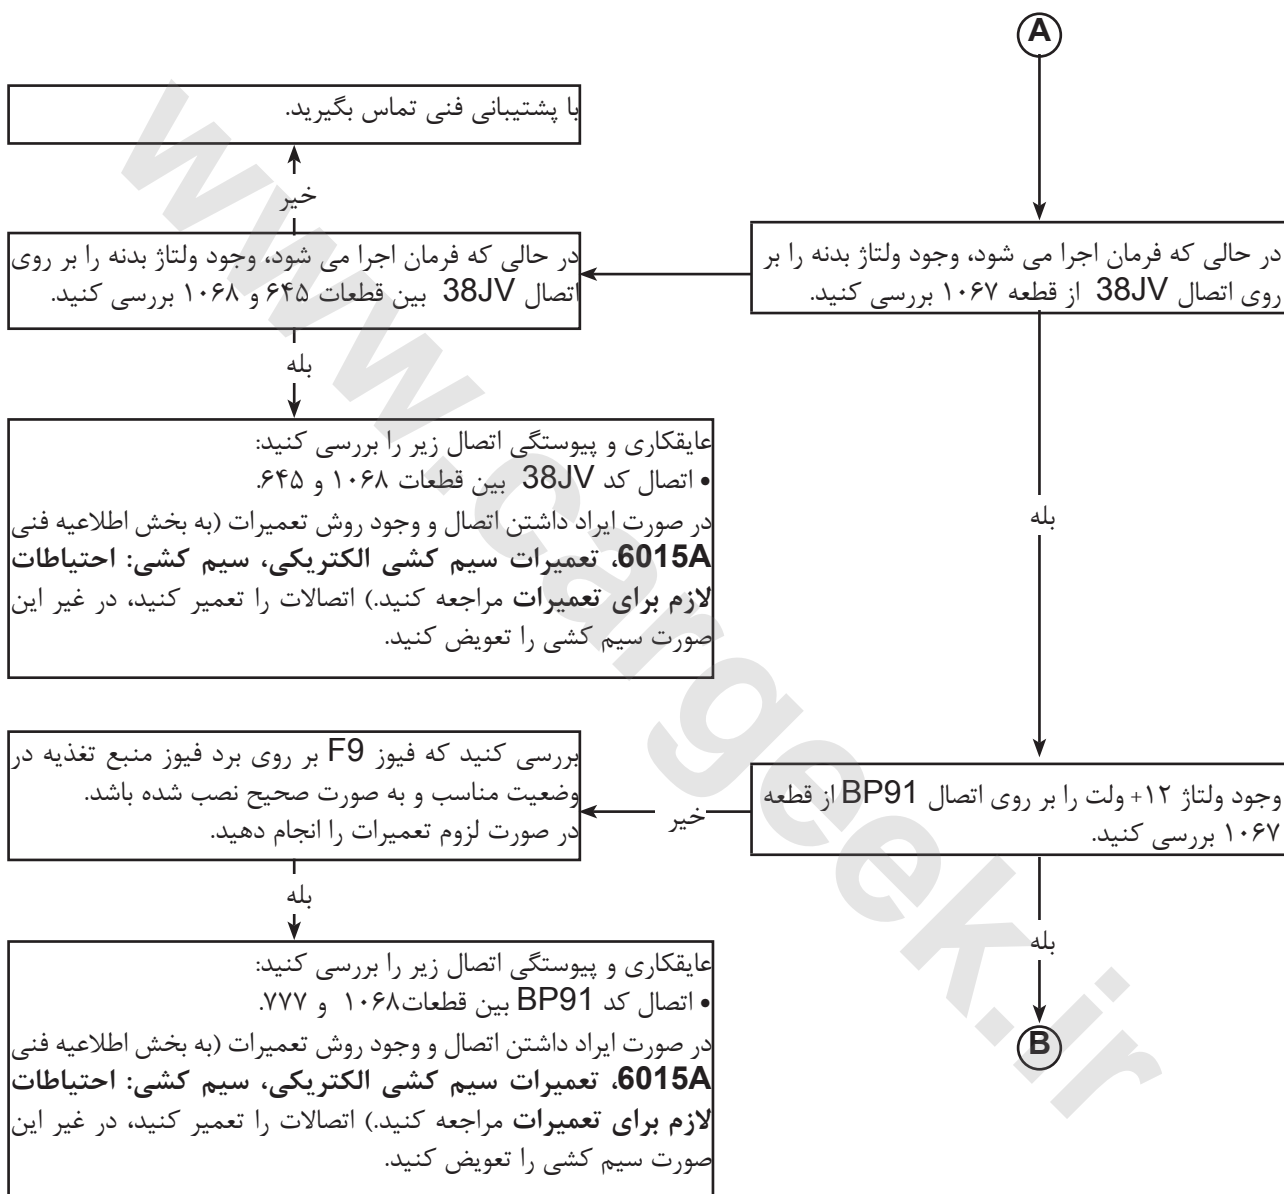 A
با پشتیبانی فنی تماس بگیرید.
خیر
در حالی که فرمان اجرا می شود، وجود ولتاژ بدنه را بر
روی اتصال 38JV از قطعه ۱۰۶۷ بررسی کنید.
در حالی که فرمان اجرا می شود، وجود ولتاژ بدنه را بر روی
اتصال 38JV بین قطعات ۶۴۵ و ۱۰۶۸ بررسی کنید.
بله
عایقکاری و پیوستگی اتصال زیر را بررسی کنید:
• اتصال کد 38JV بین قطعات ۱۰۶۸ و ۶۴۵.
در صورت ایراد داشتن اتصال و وجود روش تعمیرات (به بخش اطلاعیه فنی
6015A، تعمیرات سیم کشی الکتریکی، سیم کشی: احتیاطات
لازم برای تعمیرات مراجعه کنید.) اتصالات را تعمیر کنید، در غیر این
صورت سیم کشی را تعویض کنید.
بله
وجود ولتاژ ۱۲+ ولت را بر روی اتصال BP91 از قطعه
۱۰۶۷ بررسی کنید.
خیر
بررسی کنید که فیوز F9 بر روی برد فیوز منبع تغذیه در
وضعیت مناسب و به صورت صحیح نصب شده باشد.
در صورت لزوم تعمیرات را انجام دهید.
بله
عایقکاری و پیوستگی اتصال زیر را بررسی کنید:
• اتصال کد BP91 بین قطعات۱۰۶۸ و ۷۷۷.
در صورت ایراد داشتن اتصال و وجود روش تعمیرات (به بخش اطلاعیه فنی
6015A، تعمیرات سیم کشی الکتریکی، سیم کشی: احتیاطات
لازم برای تعمیرات مراجعه کنید.) اتصالات را تعمیر کنید، در غیر این
صورت سیم کشی را تعویض کنید.
بله
B
www.cargeek.ir